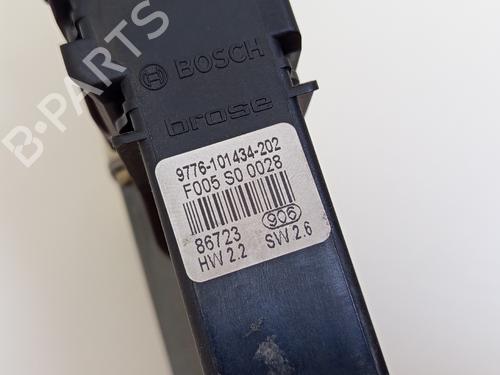 BOSCH
brose
9776-101434-202
F005 S0 0028
86723 906
HW 2.2 SW 2.6
B-PARTS